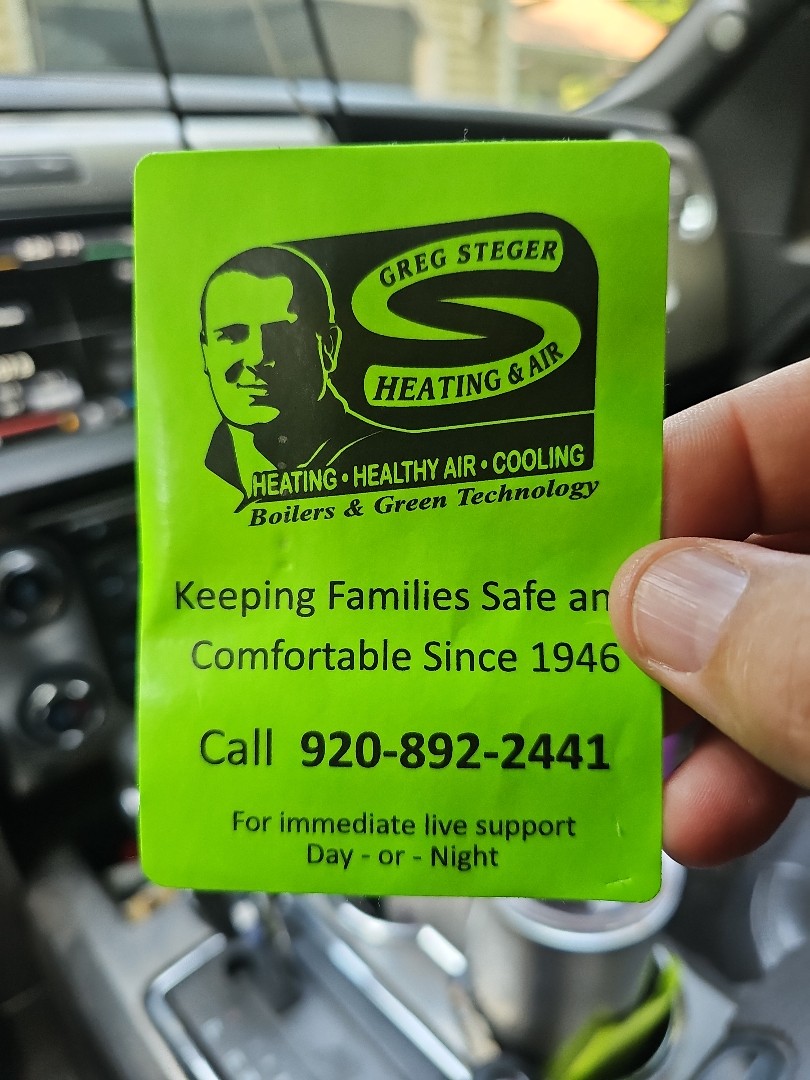 GREG STEGER
HEATING & AIR
HEATING • HEALTHY AIR • COOLING
Boilers & Green Technology
Keeping Families Safe an
Comfortable Since 1946
Call 920-892-2441
For immediate live support
Day - or - Night